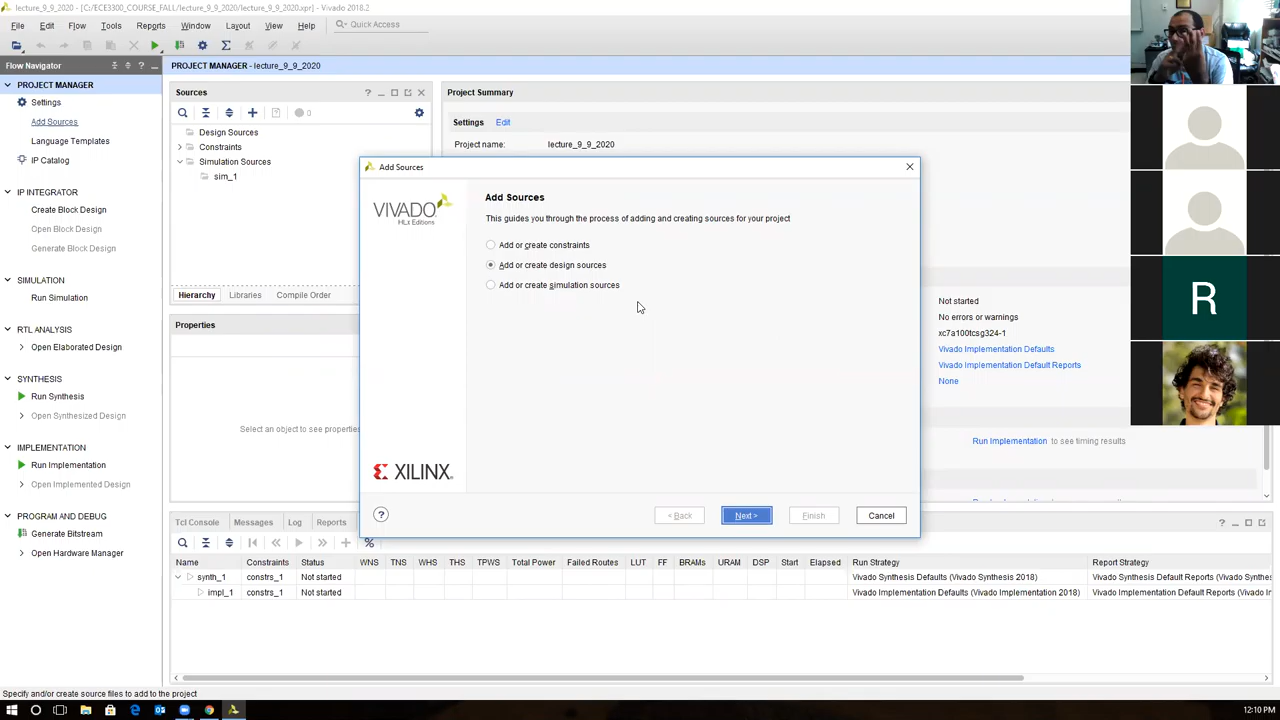 lecture_9_9_2020 - [C:/ECE3300_COURSE_FALL/lecture_9_9_2020/lecture_9_9_2020.xpr] - Vivado 2018.2
File Edit Flow Tools Reports Window Layout View Help Quick Access
Flow Navigator
PROJECT MANAGER - lecture_9_9_2020
PROJECT MANAGER
Settings
Add Sources
Language Templates
IP Catalog
IP INTEGRATOR
Create Block Design
Open Block Design
Generate Block Design
SIMULATION
Run Simulation
RTL ANALYSIS
Open Elaborated Design
SYNTHESIS
Run Synthesis
Open Synthesized Design
IMPLEMENTATION
Run Implementation
Open Implemented Design
PROGRAM AND DEBUG
Generate Bitstream
Open Hardware Manager
Sources
0
Design Sources
Constraints
Simulation Sources
sim_1
Hierarchy Libraries Compile Order
Properties
Select an object to see properties
Project Summary
Settings Edit
Project name: lecture_9_9_2020
Add Sources
VIVADO
HLx Editions
Add Sources
This guides you through the process of adding and creating sources for your project
Add or create constraints
Add or create design sources
Add or create simulation sources
XILINX
< Back Next > Finish Cancel
Not started
No errors or warnings
xc7a100tcsg324-1
Vivado Implementation Defaults
Vivado Implementation Default Reports
None
Run Implementation to see timing results
R
Tcl Console Messages Log Reports
Name Constraints Status WNS TNS WHS THS TPWS Total Power Failed Routes LUT FF BRAMs URAM DSP Start Elapsed Run Strategy Report Strategy
synth_1 constrs_1 Not started Vivado Synthesis Defaults (Vivado Synthesis 2018) Vivado Synthesis Default Reports (Vivado Synthes
impl_1 constrs_1 Not started Vivado Implementation Defaults (Vivado Implementation 2018) Vivado Implementation Default Reports (Vivado Im
Specify and/or create source files to add to the project
12:10 PM